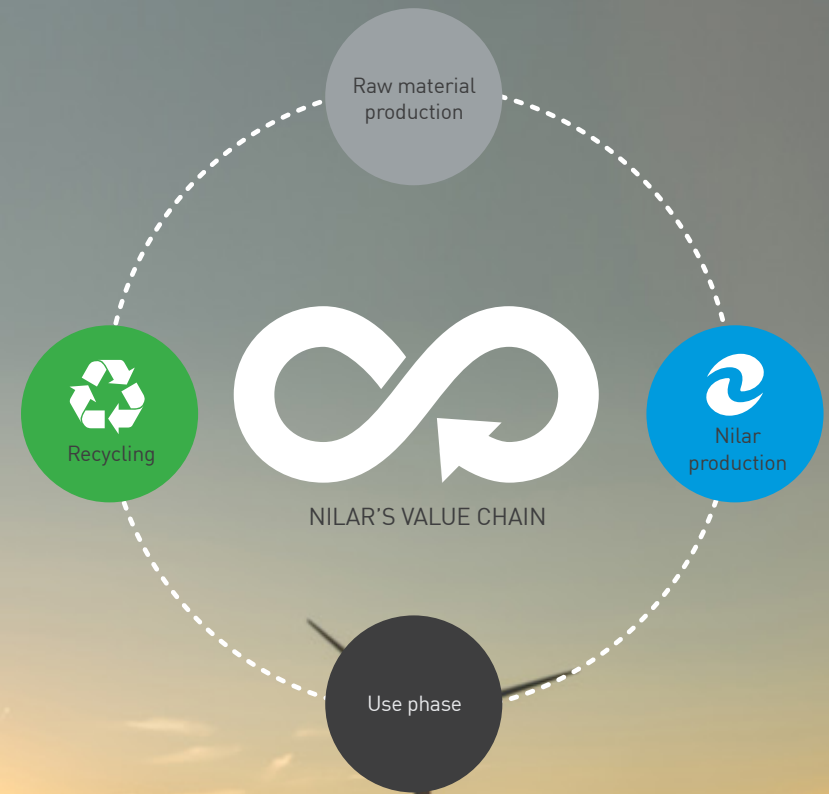 Raw material
production
Recycling
Nilar
production
NILAR'S VALUE CHAIN
Use phase